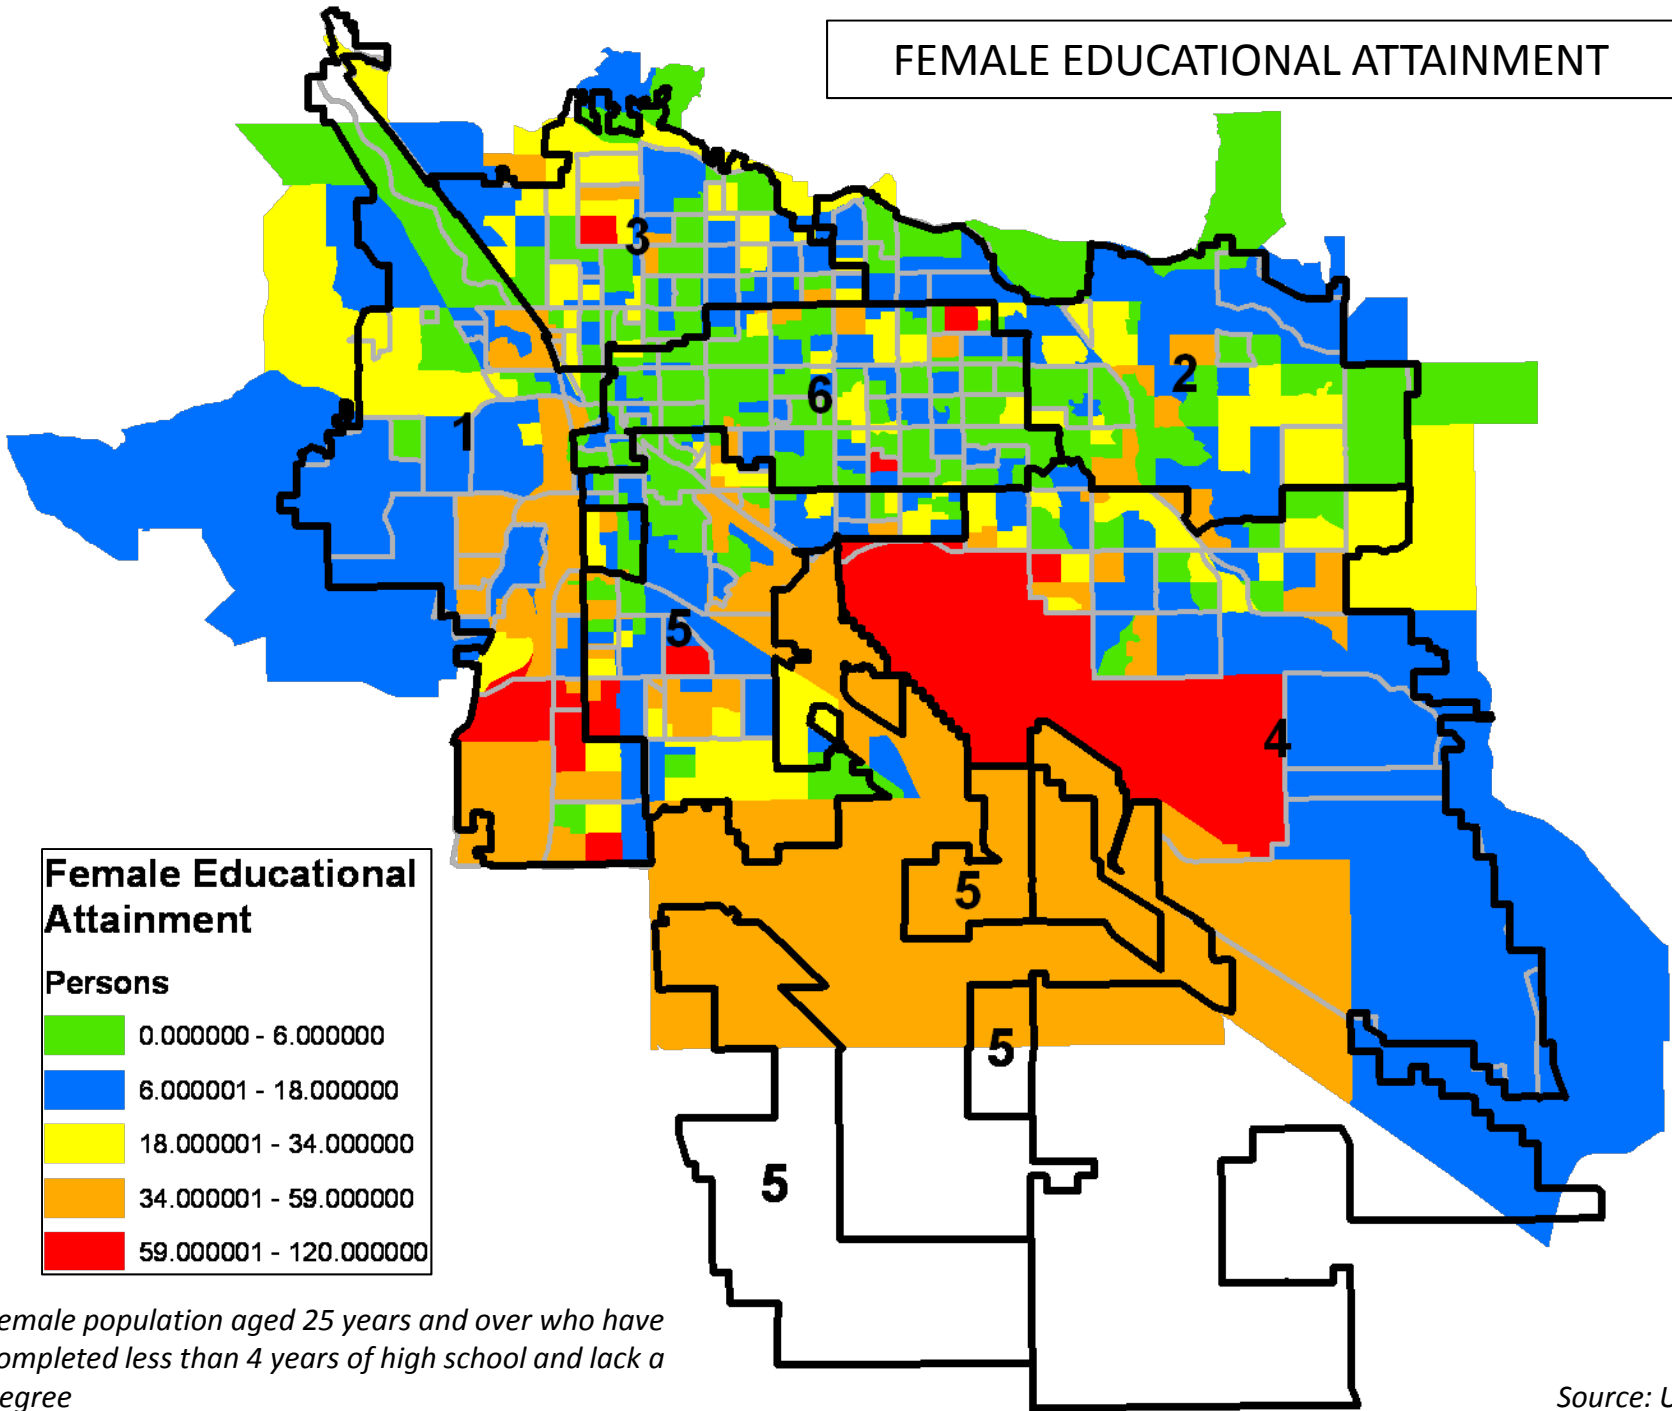 FEMALE EDUCATIONAL ATTAINMENT
3
2
6
1
5
4
5
5
5
Female Educational
Attainment
Persons
0.000000 - 6.000000
6.000001 - 18.000000
18.000001 - 34.000000
34.000001 - 59.000000
59.000001 - 120.000000
emale population aged 25 years and over who have
ompleted less than 4 years of high school and lack a
egree
Source: U